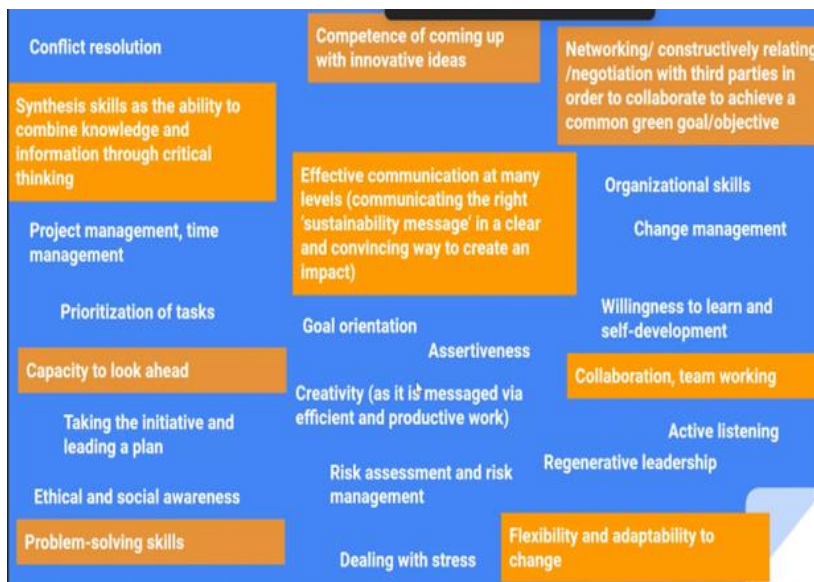 Conflict resolution
Synthesis skills as the ability to
combine knowledge and
information through critical
thinking
Project management, time
management
Prioritization of tasks
Capacity to look ahead
Taking the initiative and
leading a plan
Ethical and social awareness
Problem-solving skills
Competence of coming up
with innovative ideas
Effective communication at many
levels (communicating the right
‘sustainability message’ in a clear
and convincing way to create an
impact)
Goal orientation
Assertiveness
Creativity (as it is messaged via
efficient and productive work)
Risk assessment and risk
management
Dealing with stress
Networking/ constructively relating
/negotiation with third parties in
order to collaborate to achieve a
common green goal/objective
Organizational skills
Change management
Willingness to learn and
self-development
Collaboration, team working
Active listening
Regenerative leadership
Flexibility and adaptability to
change